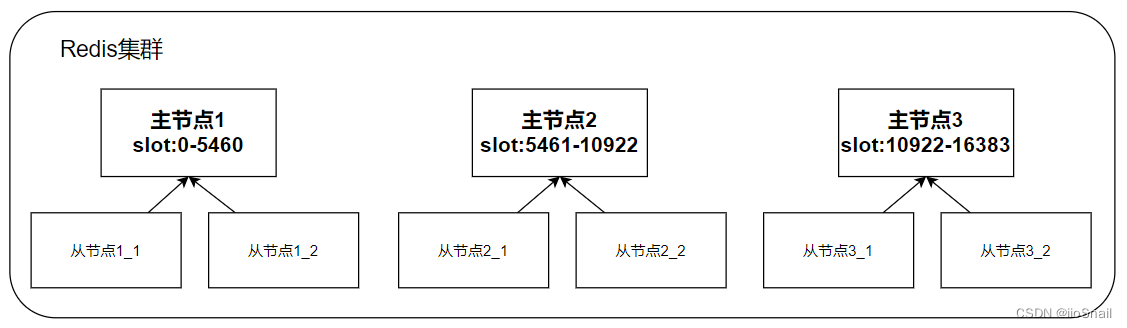 Redis集群
主节点1
slot:0-5460
主节点2
slot:5461-10922
主节点3
slot:10922-16383
从节点1_1
从节点1_2
从节点2_1
从节点2_2
从节点3_1
从节点3_2
CSDN @iioSnail